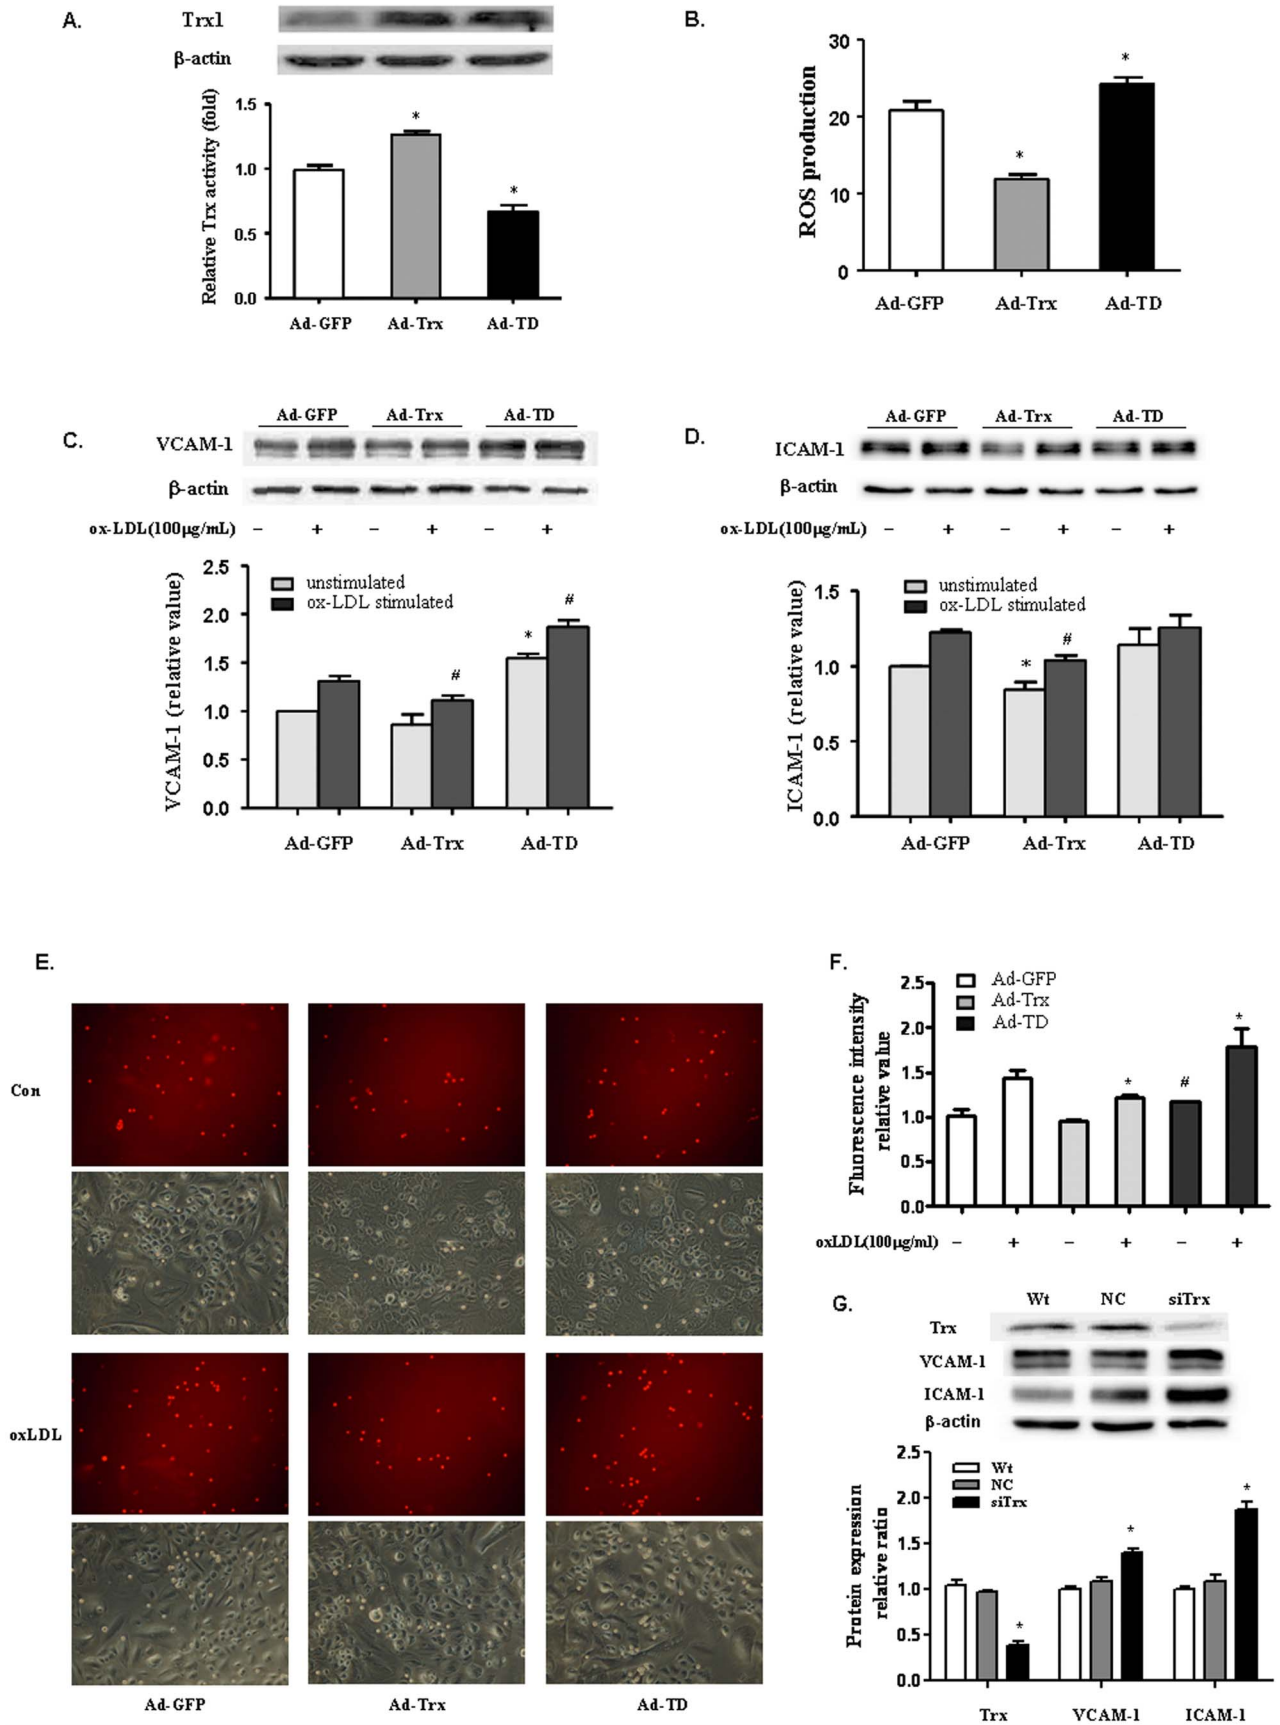 A.
Trx1
β-actin
Relative Trx activity (fold)
1.5
*
1.0
*
0.5
0.0
Ad-GFP Ad-Trx Ad-TD
B.
ROS production
30
*
20
*
10
0
Ad-GFP Ad-Trx Ad-TD
C.
Ad-GFP Ad-Trx Ad-TD
VCAM-1
β-actin
ox-LDL(100μg/mL) – + – + – +
VCAM-1 (relative value)
2.5
unstimulated
ox-LDL stimulated
#
2.0
*
1.5
#
1.0
0.5
0.0
Ad-GFP Ad-Trx Ad-TD
D.
Ad-GFP Ad-Trx Ad-TD
ICAM-1
β-actin
ox-LDL(100μg/mL) – + – + – +
ICAM-1 (relative value)
unstimulated
1.5
ox-LDL stimulated
#
*
1.0
0.5
0.0
Ad-GFP Ad-Trx Ad-TD
E.
Con
oxLDL
Ad-GFP Ad-Trx Ad-TD
F.
Fluorescence intensity
relative value
2.5
Ad-GFP
Ad-Trx
Ad-TD
2.0
*
1.5
*
#
1.0
0.5
0.0
oxLDL(100μg/ml) – + – + – +
G.
Wt NC siTrx
Trx
VCAM-1
ICAM-1
β-actin
Protein expression
relative ratio
2.5
Wt
NC
siTrx
2.0
*
1.5
*
1.0
*
0.5
0.0
Trx VCAM-1 ICAM-1